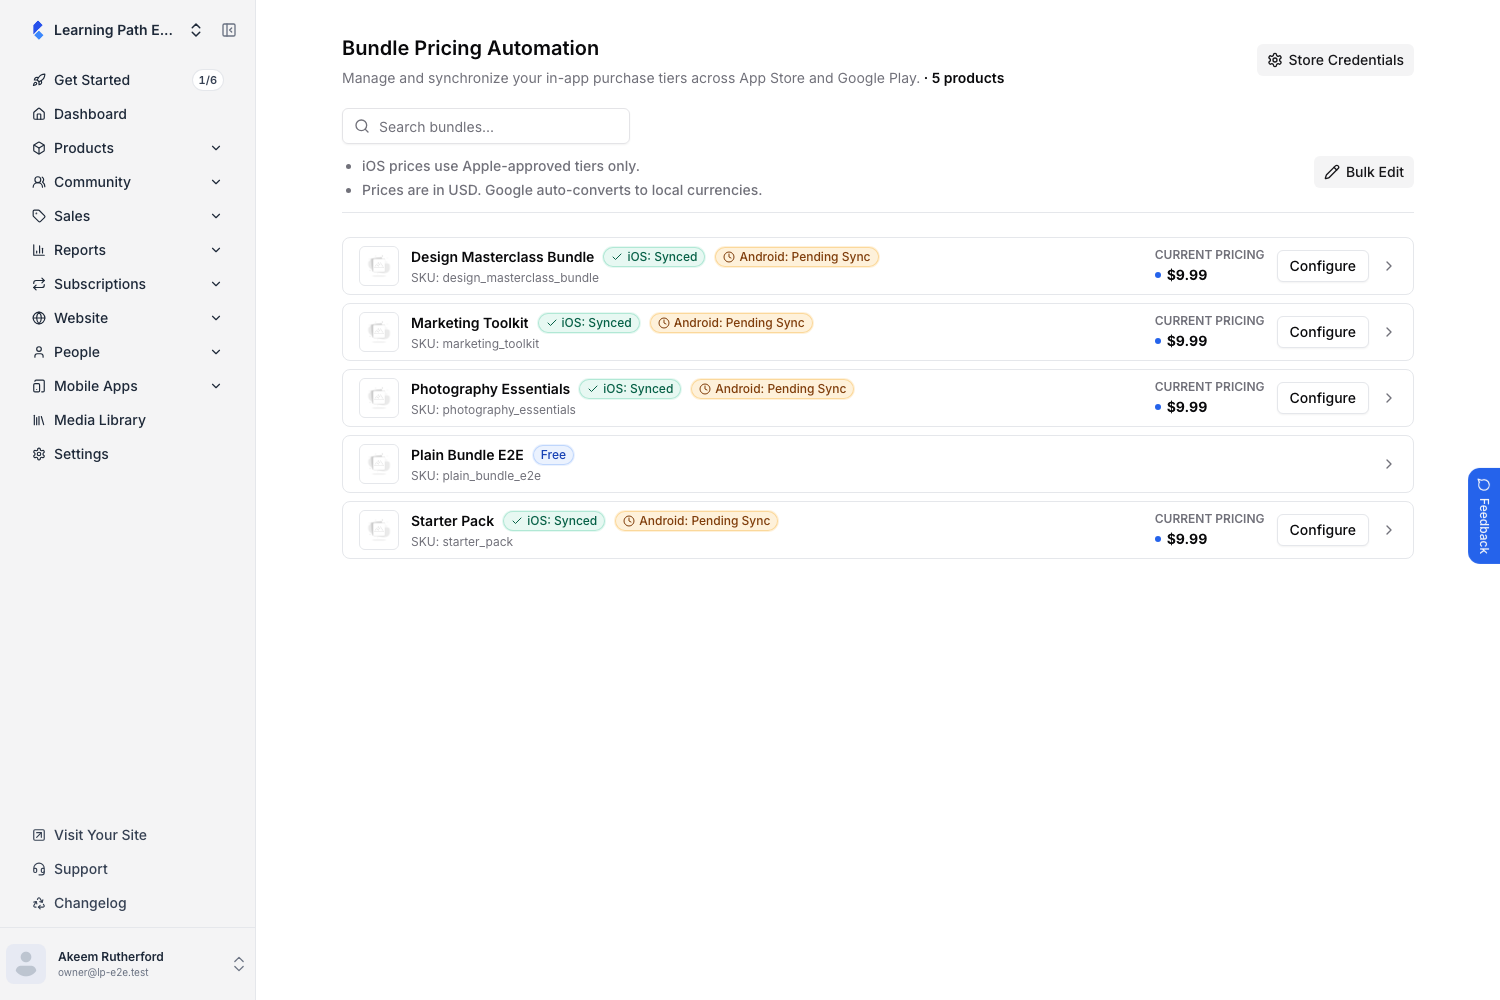 Learning Path E...
Get Started
1/6
Dashboard
Products
Community
Sales
Reports
Subscriptions
Website
People
Mobile Apps
Media Library
Settings
Visit Your Site
Support
Changelog
Akeem Rutherford
owner@lp-e2e.test
Bundle Pricing Automation
Manage and synchronize your in-app purchase tiers across App Store and Google Play. · 5 products
Store Credentials
Search bundles...
• iOS prices use Apple-approved tiers only.
• Prices are in USD. Google auto-converts to local currencies.
Bulk Edit
Design Masterclass Bundle iOS: Synced Android: Pending Sync
SKU: design_masterclass_bundle
CURRENT PRICING
$9.99
Configure
Marketing Toolkit iOS: Synced Android: Pending Sync
SKU: marketing_toolkit
CURRENT PRICING
$9.99
Configure
Photography Essentials iOS: Synced Android: Pending Sync
SKU: photography_essentials
CURRENT PRICING
$9.99
Configure
Plain Bundle E2E Free
SKU: plain_bundle_e2e
Starter Pack iOS: Synced Android: Pending Sync
SKU: starter_pack
CURRENT PRICING
$9.99
Configure
Feedback